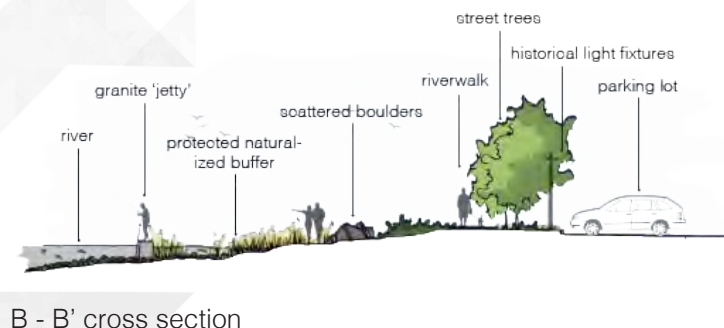 street trees
historical light fixtures
riverwalk
parking lot
granite ‘jetty’
scattered boulders
river
protected natural-
ized buffer
B - B’ cross section